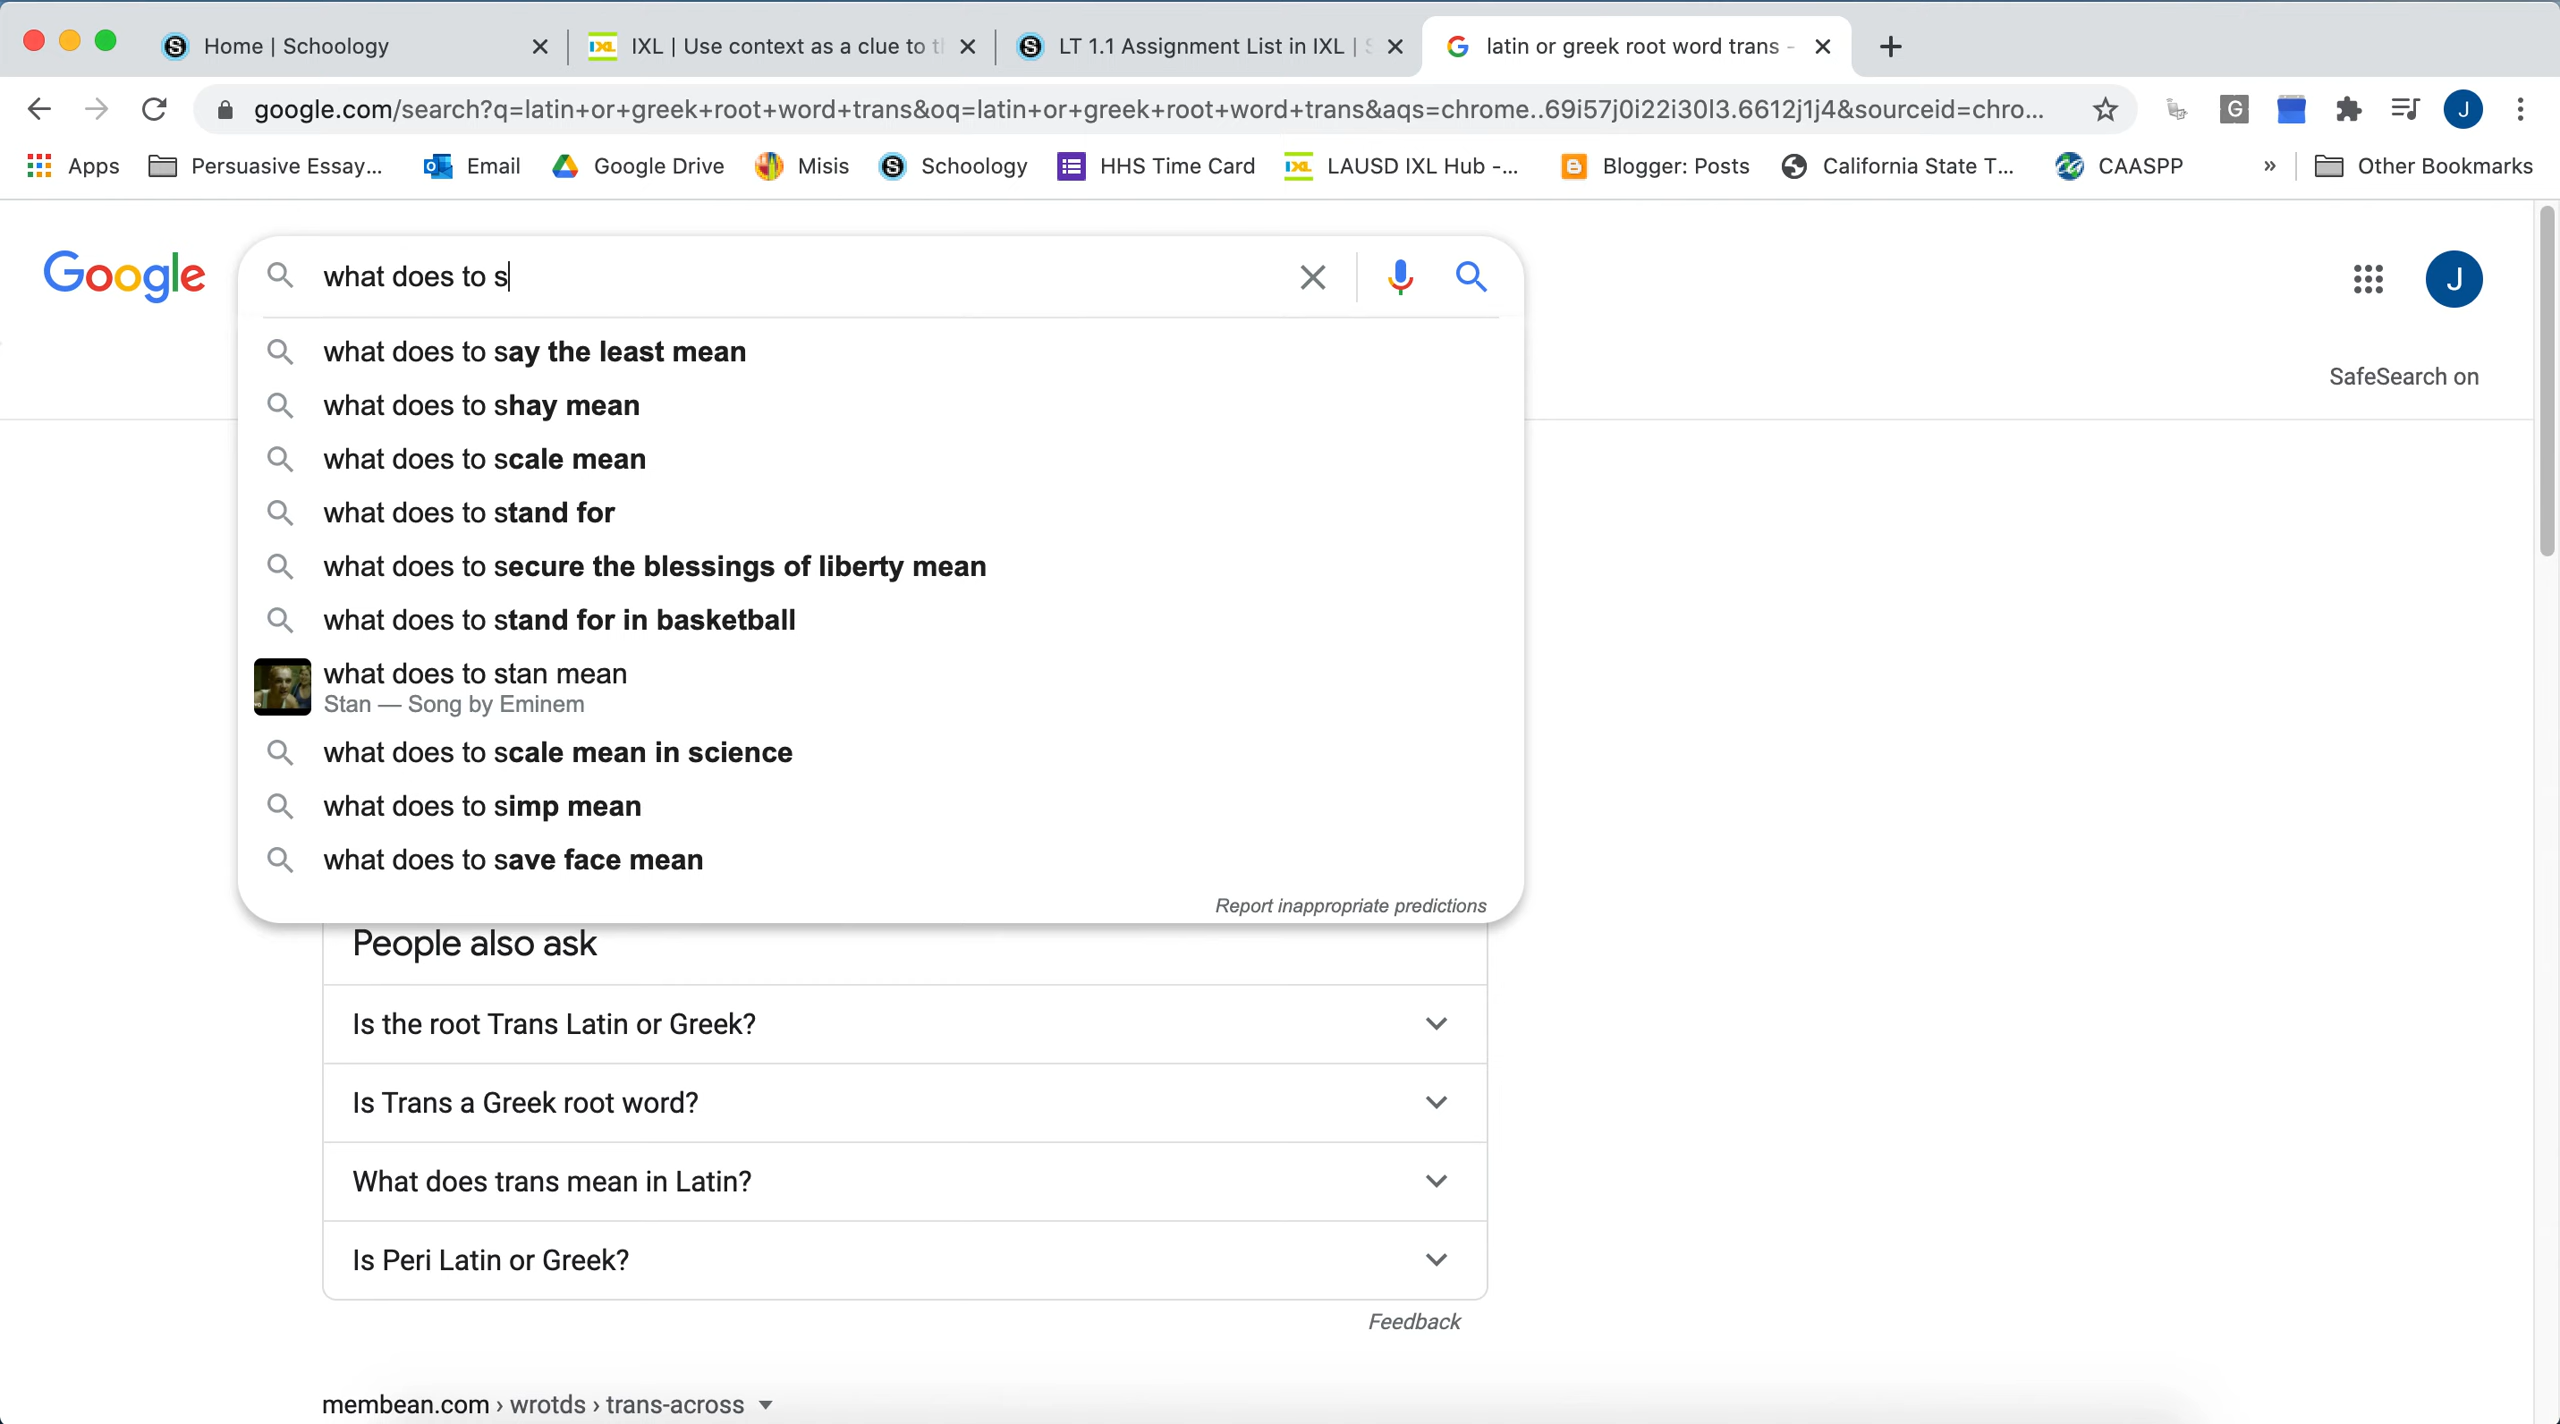 Home | Schoology
IXL | Use context as a clue to t
LT 1.1 Assignment List in IXL |
latin or greek root word trans -
google.com/search?q=latin+or+greek+root+word+trans&oq=latin+or+greek+root+word+trans&aqs=chrome..69i57j0i22i30l3.6612j1j4&sourceid=chro...
J
Apps
Persuasive Essay...
Email
Google Drive
Misis
Schoology
HHS Time Card
LAUSD IXL Hub -...
Blogger: Posts
California State T...
CAASPP
»
Other Bookmarks
Google
what does to s
J
SafeSearch on
what does to say the least mean
what does to shay mean
what does to scale mean
what does to stand for
what does to secure the blessings of liberty mean
what does to stand for in basketball
what does to stan mean
Stan — Song by Eminem
what does to scale mean in science
what does to simp mean
what does to save face mean
Report inappropriate predictions
People also ask
Is the root Trans Latin or Greek?
Is Trans a Greek root word?
What does trans mean in Latin?
Is Peri Latin or Greek?
Feedback
membean.com › wrotds › trans-across